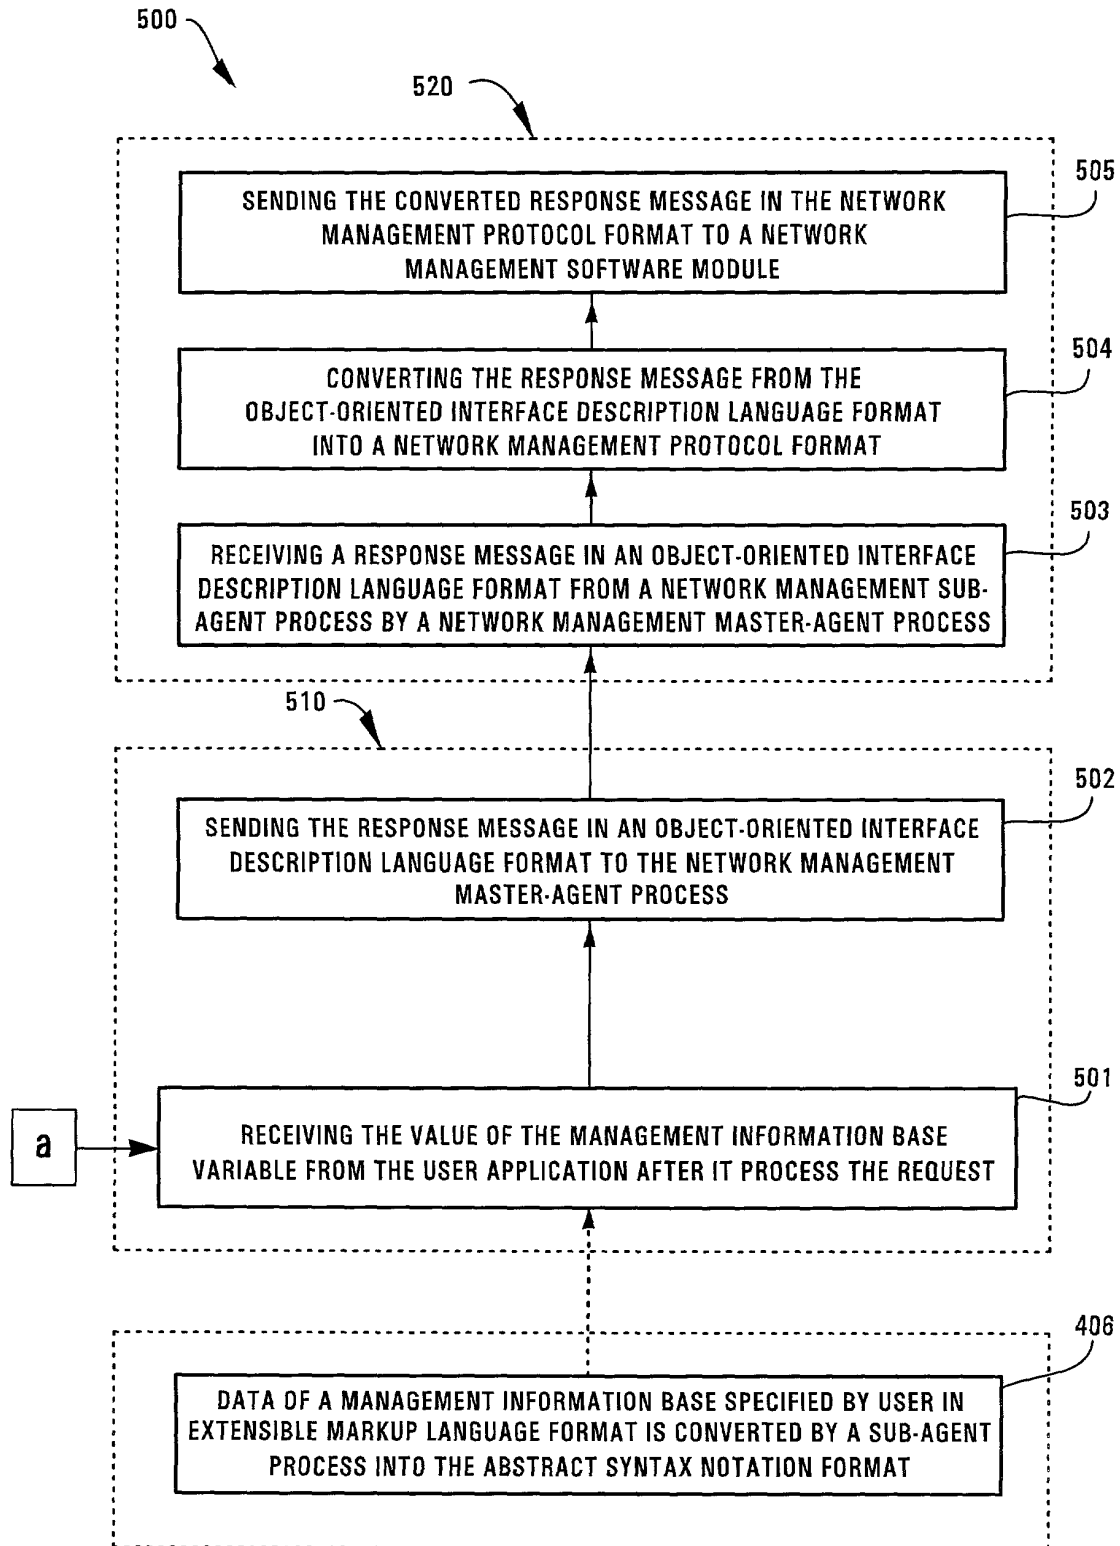 500
520
505
SENDING THE CONVERTED RESPONSE MESSAGE IN THE NETWORK
MANAGEMENT PROTOCOL FORMAT TO A NETWORK
MANAGEMENT SOFTWARE MODULE
504
CONVERTING THE RESPONSE MESSAGE FROM THE
OBJECT-ORIENTED INTERFACE DESCRIPTION LANGUAGE FORMAT
INTO A NETWORK MANAGEMENT PROTOCOL FORMAT
503
RECEIVING A RESPONSE MESSAGE IN AN OBJECT-ORIENTED INTERFACE
DESCRIPTION LANGUAGE FORMAT FROM A NETWORK MANAGEMENT SUB-
AGENT PROCESS BY A NETWORK MANAGEMENT MASTER-AGENT PROCESS
510
502
SENDING THE RESPONSE MESSAGE IN AN OBJECT-ORIENTED INTERFACE
DESCRIPTION LANGUAGE FORMAT TO THE NETWORK MANAGEMENT
MASTER-AGENT PROCESS
501
a
RECEIVING THE VALUE OF THE MANAGEMENT INFORMATION BASE
VARIABLE FROM THE USER APPLICATION AFTER IT PROCESS THE REQUEST
406
DATA OF A MANAGEMENT INFORMATION BASE SPECIFIED BY USER IN
EXTENSIBLE MARKUP LANGUAGE FORMAT IS CONVERTED BY A SUB-AGENT
PROCESS INTO THE ABSTRACT SYNTAX NOTATION FORMAT